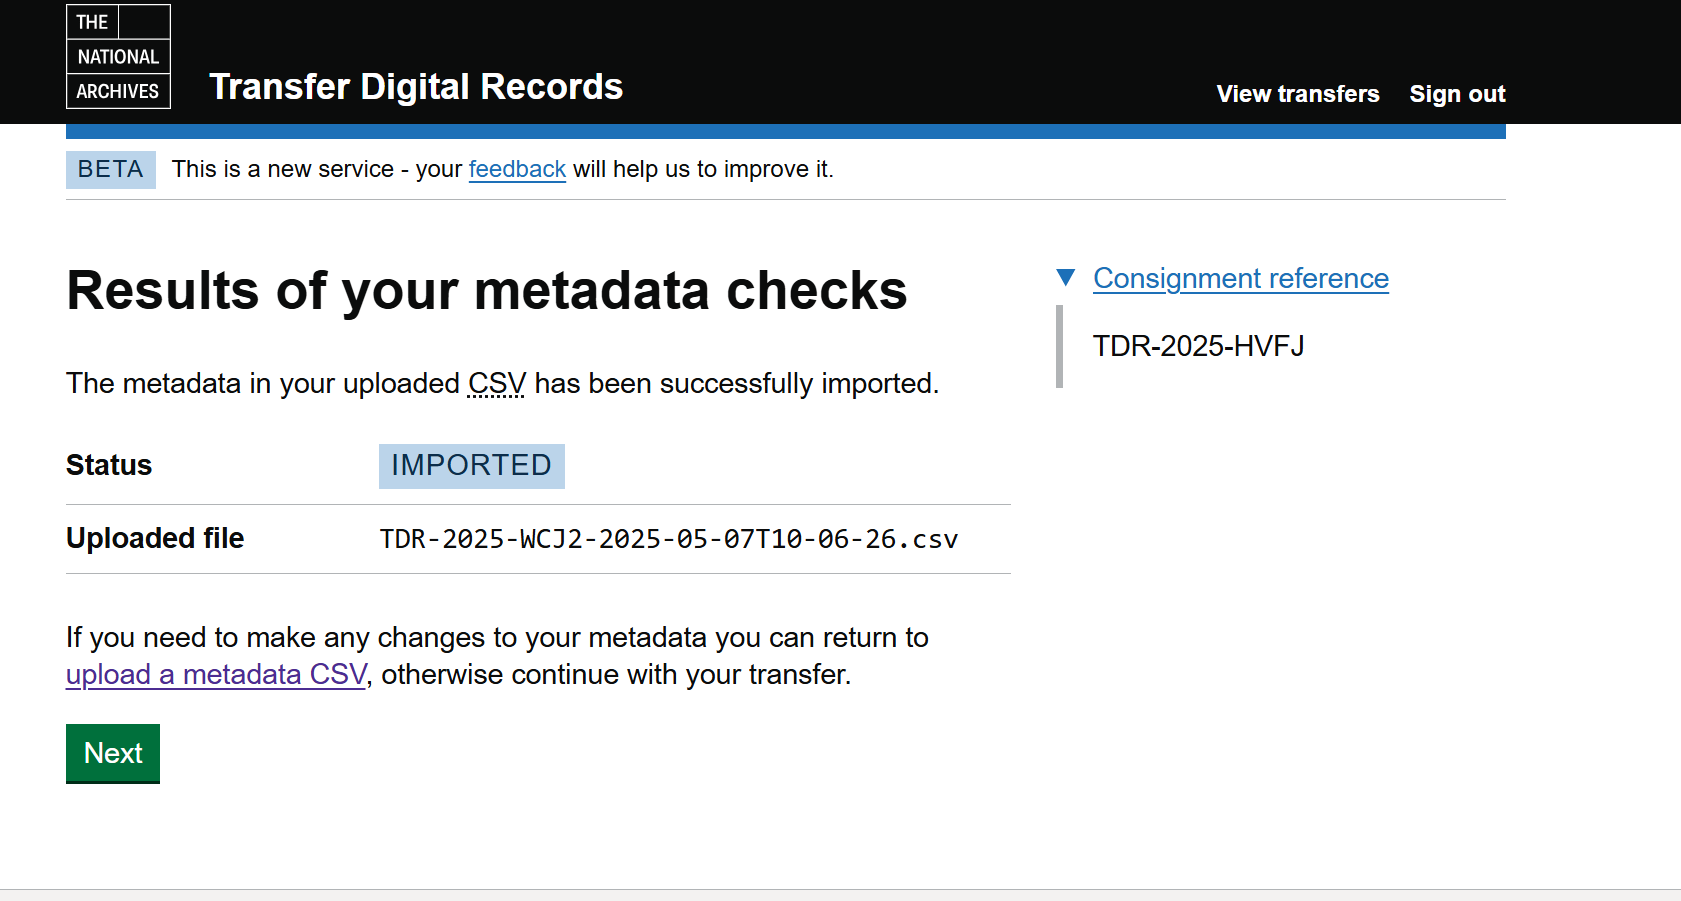 THE
NATIONAL
ARCHIVES
Transfer Digital Records
View transfers
Sign out
BETA
This is a new service - your feedback will help us to improve it.
Results of your metadata checks
The metadata in your uploaded CSV has been successfully imported.
Status
IMPORTED
Uploaded file
TDR-2025-WCJ2-2025-05-07T10-06-26.csv
If you need to make any changes to your metadata you can return to
upload a metadata CSV, otherwise continue with your transfer.
Next
Consignment reference
TDR-2025-HVFJ